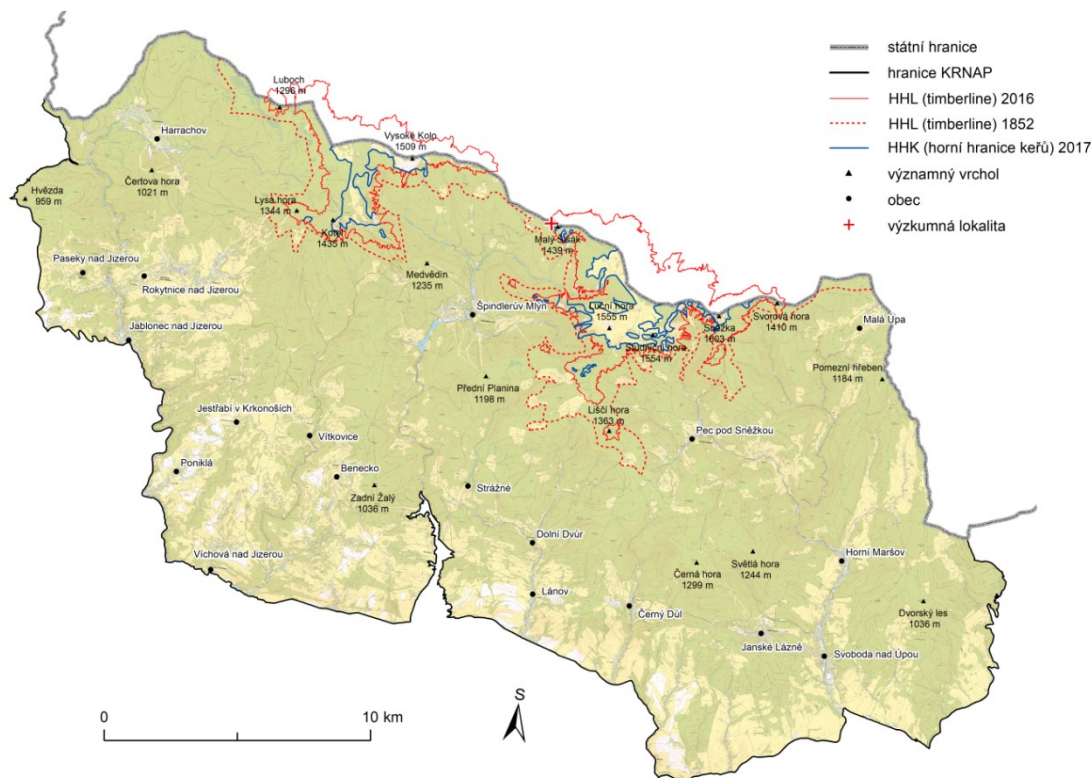 státní hranice
hranice KRNAP
HHL (timberline) 2016
HHL (timberline) 1852
HHK (horní hranice keřů) 2017
významný vrchol
obec
výzkumná lokalita
Luboch
1296 m
Vysoké Kolo
1509 m
Harrachov
Čertova hora
1021 m
Hvězda
959 m
Lysá hora
1344 m
Kotel
1435 m
Malý Šišák
1439 m
Medvědín
1235 m
Paseky nad Jizerou
Rokytnice nad Jizerou
Špindlerův Mlýn
Luční hora
1555 m
Studniční hora
1554 m
Sněžka
1603 m
Svorová hora
1410 m
Malá Úpa
Jablonec nad Jizerou
Přední Planina
1198 m
Pomezní hřeben
1184 m
Liščí hora
1363 m
Jestřabí v Krkonoších
Vítkovice
Pec pod Sněžkou
Poniklá
Benecko
Zadní Žalý
1036 m
Strážné
Dolní Dvůr
Víchová nad Jizerou
Světlá hora
1244 m
Černá hora
1299 m
Horní Maršov
Lánov
Černý Důl
Dvorský les
1036 m
Janské Lázně
Svoboda nad Úpou
S
0
10 km